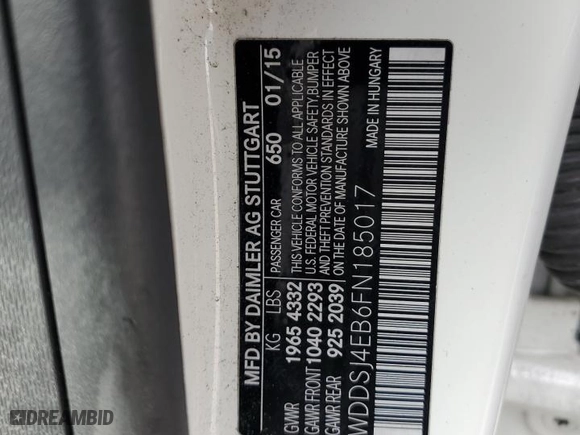 MFD BY DAIMLER AG STUTTGART
PASSENGER CAR 650 01/15
KG LBS
GVWR 1965 4332
GAWR FRONT 1040 2293
GAWR REAR 925 2039
THIS VEHICLE CONFORMS TO ALL APPLICABLE
U.S. FEDERAL MOTOR VEHICLE SAFETY,BUMPER
AND THEFT PREVENTION STANDARDS IN EFFECT
ON THE DATE OF MANUFACTURE SHOWN ABOVE
MADE IN HUNGARY
WDDSJ4EB6FN185017
DREAMBID